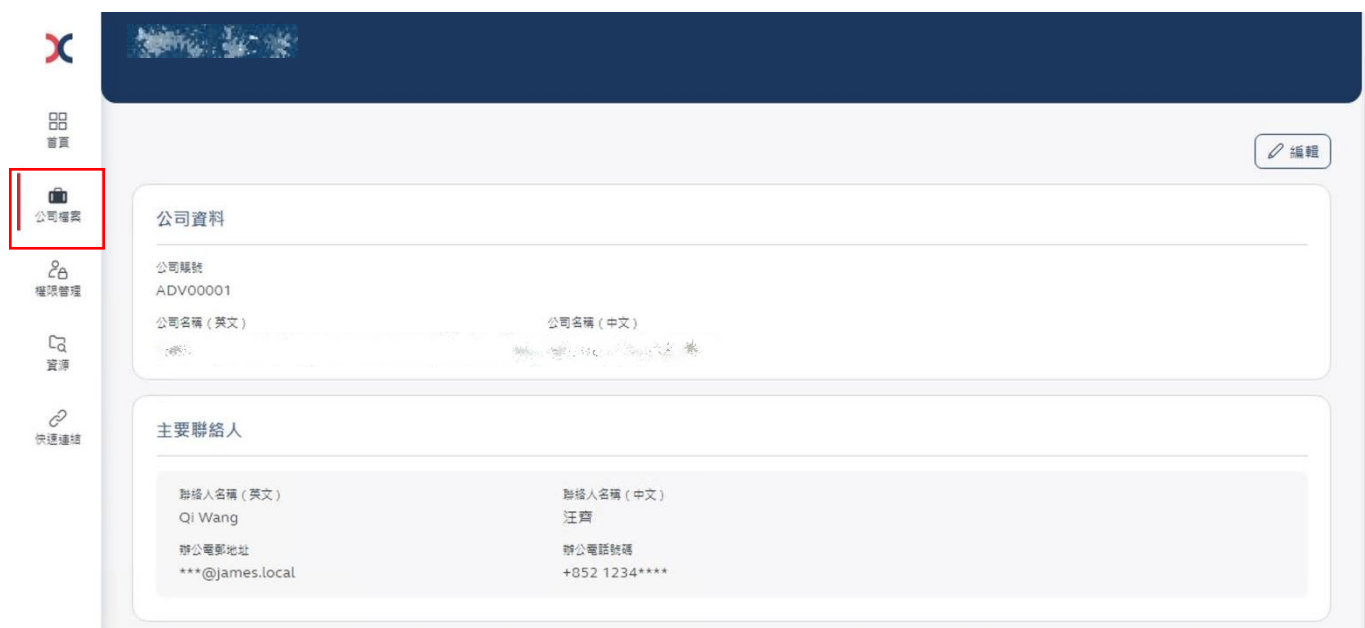 首頁
編輯
公司檔案
公司資料
公司賬號
ADV00001
權限管理
公司名稱（英文） 公司名稱（中文）
資源
快速連結
主要聯絡人
聯絡人名稱（英文） 聯絡人名稱（中文）
Qi Wang 汪齊
辦公電郵地址 辦公電話號碼
***@james.local +852 1234****